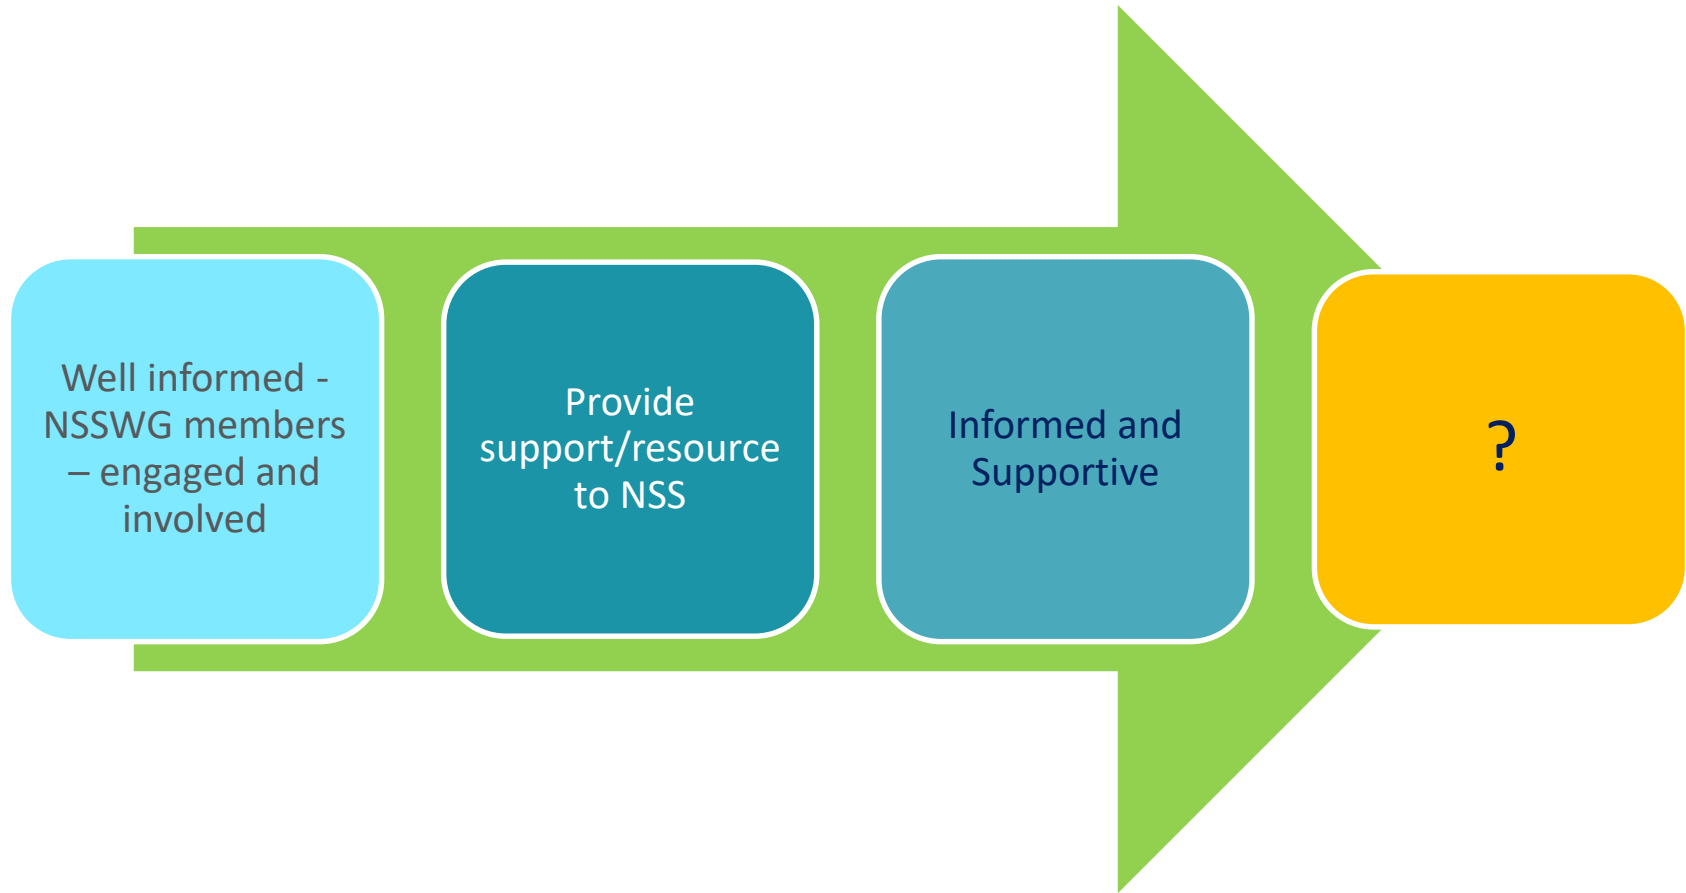 Well informed -
NSSWG members
– engaged and
involved
Provide
support/resource
to NSS
Informed and
Supportive
?